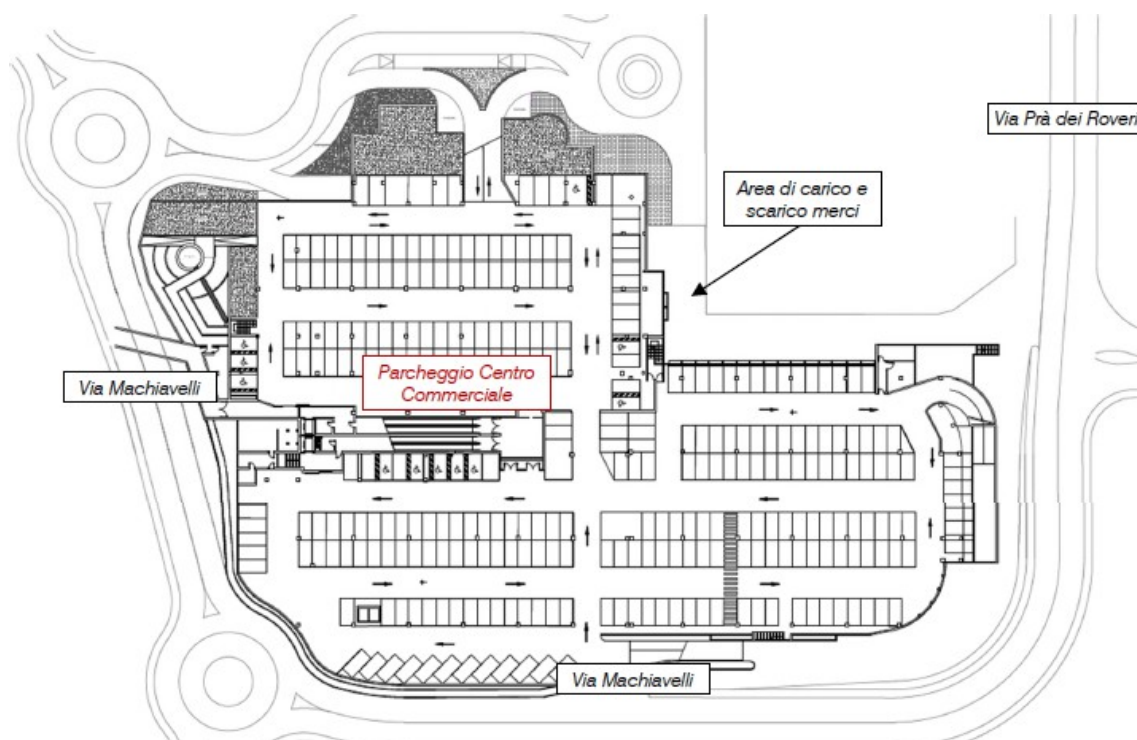 Via Prà dei Roveri
Area di carico e
scarico merci
Parcheggio Centro
Commerciale
Via Machiavelli
Via Machiavelli